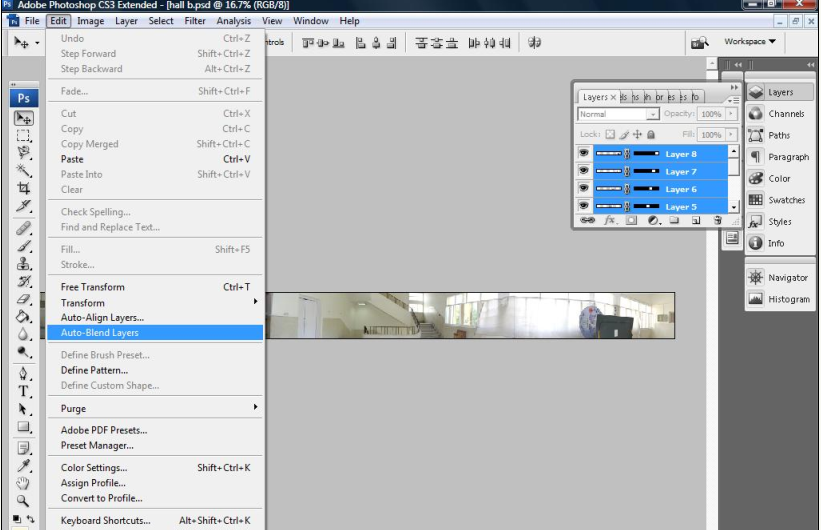 Adobe Photoshop CS3 Extended - [hall b.psd @ 16.7% (RGB/8)]
File Edit Image Layer Select Filter Analysis View Window Help
Workspace
Undo Ctrl+Z
Step Forward Shift+Ctrl+Z
Step Backward Alt+Ctrl+Z
Fade... Shift+Ctrl+F
Cut Ctrl+X
Copy Ctrl+C
Copy Merged Shift+Ctrl+C
Paste Ctrl+V
Paste Into Shift+Ctrl+V
Clear
Check Spelling...
Find and Replace Text...
Fill... Shift+F5
Stroke...
Free Transform Ctrl+T
Transform
Auto-Align Layers...
Auto-Blend Layers
Define Brush Preset...
Define Pattern...
Define Custom Shape...
Purge
Adobe PDF Presets...
Preset Manager...
Color Settings... Shift+Ctrl+K
Assign Profile...
Convert to Profile...
Keyboard Shortcuts... Alt+Shift+Ctrl+K
Ps
Layers
Normal Opacity: 100%
Lock: Fill: 100%
Layer 8
Layer 7
Layer 6
Layer 5
Layers
Channels
Paths
Paragraph
Color
Swatches
Styles
Info
Navigator
Histogram